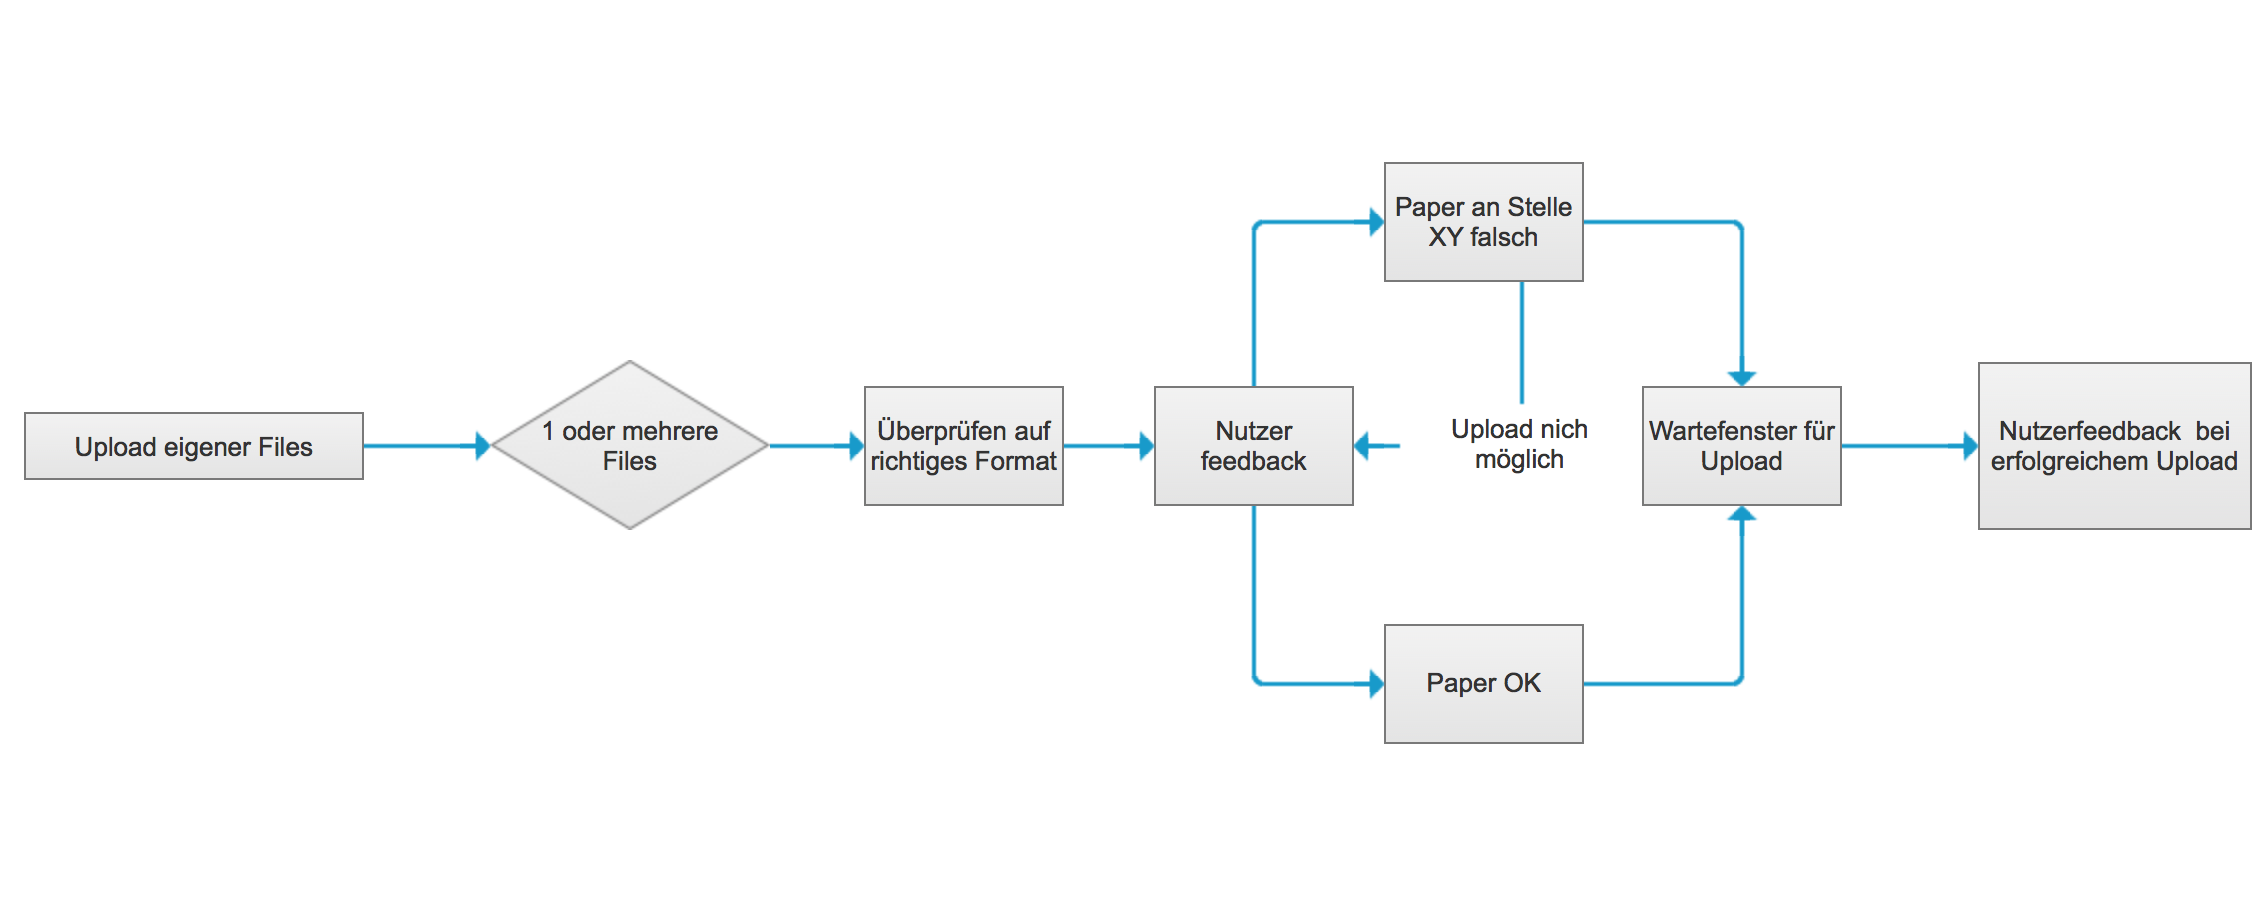 Upload eigener Files
1 oder mehrere
Files
Überprüfen auf
richtiges Format
Nutzer
feedback
Paper an Stelle
XY falsch
Upload nich
möglich
Paper OK
Wartefenster für
Upload
Nutzerfeedback  bei
erfolgreichem Upload